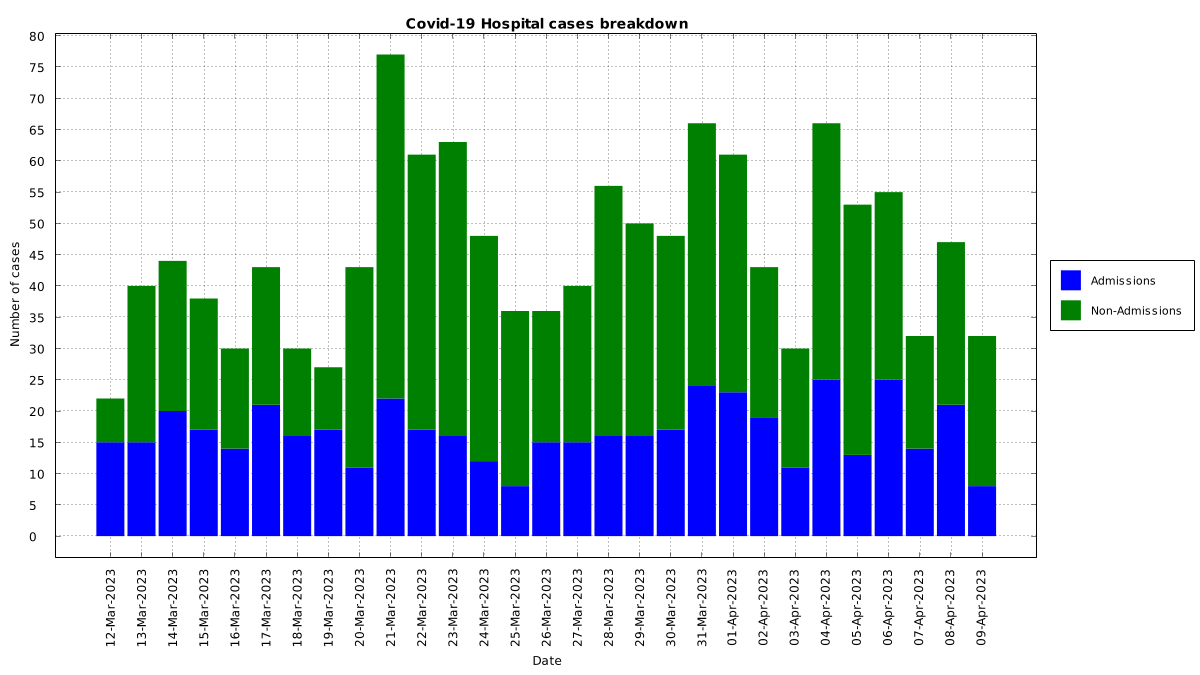 Covid-19 Hospital cases breakdown
80
75
70
65
60
55
50
45
40
35
30
25
20
15
10
5
0
Number of cases
12-Mar-2023
13-Mar-2023
14-Mar-2023
15-Mar-2023
16-Mar-2023
17-Mar-2023
18-Mar-2023
19-Mar-2023
20-Mar-2023
21-Mar-2023
22-Mar-2023
23-Mar-2023
24-Mar-2023
25-Mar-2023
26-Mar-2023
27-Mar-2023
28-Mar-2023
29-Mar-2023
30-Mar-2023
31-Mar-2023
01-Apr-2023
02-Apr-2023
03-Apr-2023
04-Apr-2023
05-Apr-2023
06-Apr-2023
07-Apr-2023
08-Apr-2023
09-Apr-2023
Date
Admissions
Non-Admissions